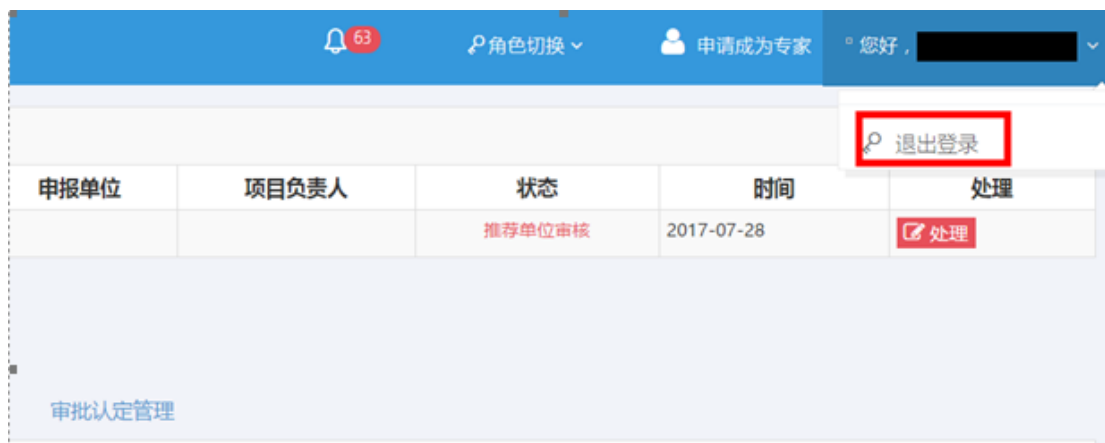 63 角色切换 申请成为专家 您好，
退出登录
申报单位 项目负责人 状态 时间 处理
推荐单位审核 2017-07-28 处理
审批认定管理